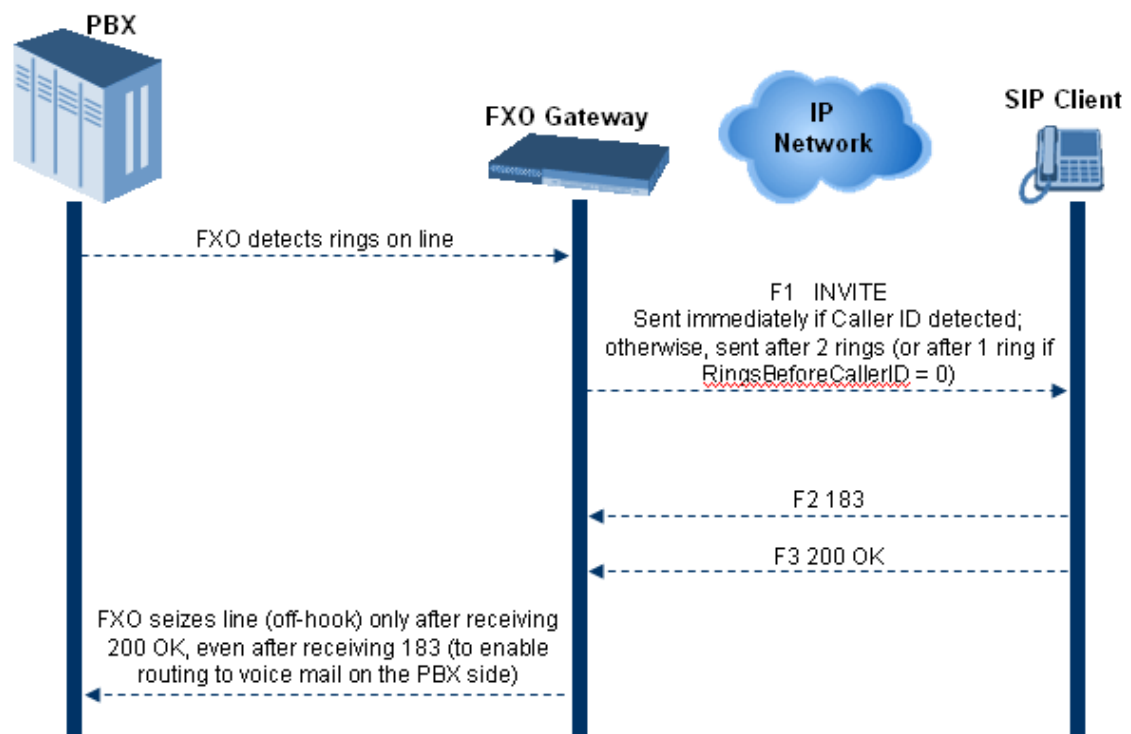 PBX
FXO Gateway
IP
Network
SIP Client
FXO detects rings on line
F1 INVITE
Sent immediately if Caller ID detected;
otherwise, sent after 2 rings (or after 1 ring if
RingsBeforeCallerID = 0)
F2 183
F3 200 OK
FXO seizes line (off-hook) only after receiving
200 OK, even after receiving 183 (to enable
routing to voice mail on the PBX side)